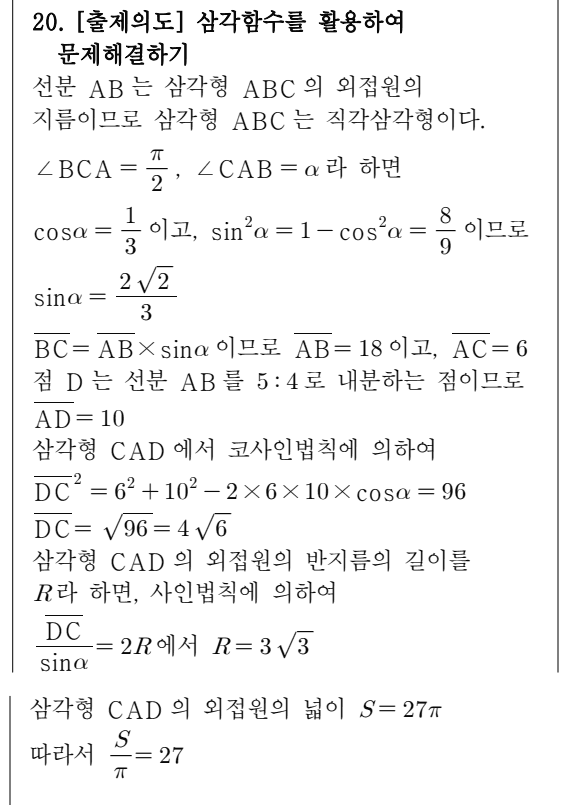 20. [출제의도] 삼각함수를 활용하여
문제해결하기
선분 AB 는 삼각형 ABC 의 외접원의
지름이므로 삼각형 ABC 는 직각삼각형이다.
∠BCA = π/2 , ∠CAB = α 라 하면
cosα = 1/3 이고, sin²α = 1 − cos²α = 8/9 이므로
sinα = 2√2/3
B̅C̅ = A̅B̅ × sinα 이므로 A̅B̅ = 18 이고, A̅C̅ = 6
점 D 는 선분 AB 를 5 : 4 로 내분하는 점이므로
A̅D̅ = 10
삼각형 CAD 에서 코사인법칙에 의하여
D̅C̅² = 6² + 10² − 2 × 6 × 10 × cosα = 96
D̅C̅ = √96 = 4√6
삼각형 CAD 의 외접원의 반지름의 길이를
R라 하면, 사인법칙에 의하여
D̅C̅/sinα = 2R 에서 R = 3√3
삼각형 CAD 의 외접원의 넓이 S = 27π
따라서 S/π = 27